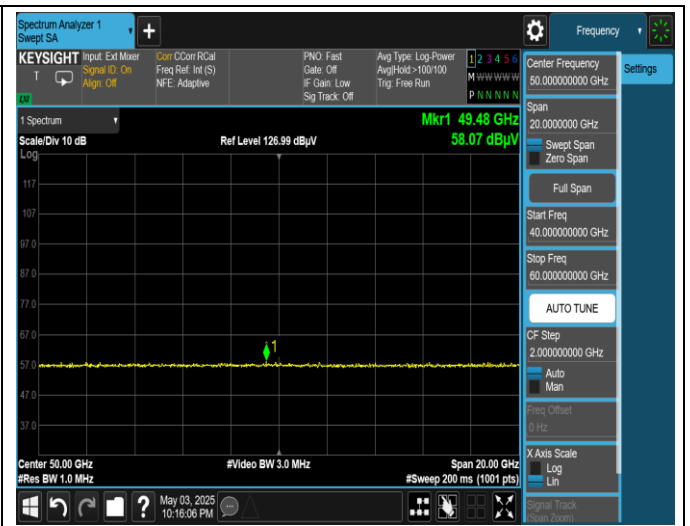 Spectrum Analyzer 1
Swept SA
Frequency
KEYSIGHT
Input: Ext Mixer
Signal ID: On
Align: Off
Corr CCorr RCal
Freq Ref: Int (S)
NFE: Adaptive
PNO: Fast
Gate: Off
IF Gain: Low
Sig Track: Off
Avg Type: Log-Power
Avg|Hold:>100/100
Trig: Free Run
1 2 3 4 5 6
M W W W W W
P N N N N N
T
LXI
1 Spectrum
Mkr1 49.48 GHz
Scale/Div 10 dB
Ref Level 126.99 dBµV
58.07 dBµV
Log
117
107
97.0
87.0
77.0
67.0
57.0
47.0
37.0
1
Center 50.00 GHz
#Video BW 3.0 MHz
Span 20.00 GHz
#Res BW 1.0 MHz
#Sweep 200 ms (1001 pts)
May 03, 2025
10:16:06 PM
Center Frequency
50.000000000 GHz
Settings
Span
20.0000000 GHz
Swept Span
Zero Span
Full Span
Start Freq
40.000000000 GHz
Stop Freq
60.000000000 GHz
AUTO TUNE
CF Step
2.000000000 GHz
Auto
Man
Freq Offset
0 Hz
X Axis Scale
Log
Lin
Signal Track
(Span Zoom)